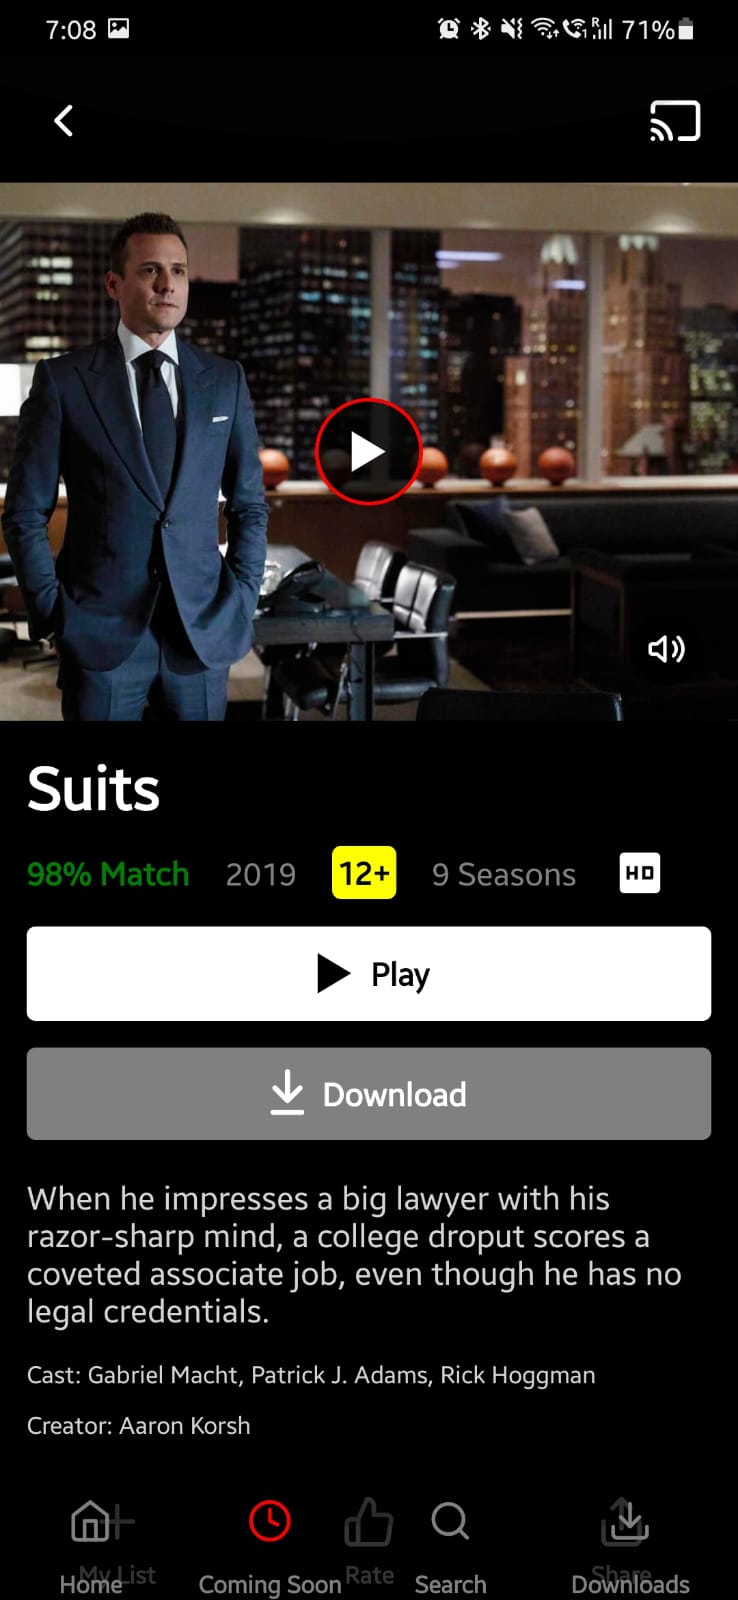 7:08
R
71%
Suits
98% Match 2019 12+ 9 Seasons HD
Play
Download
When he impresses a big lawyer with his
razor-sharp mind, a college droput scores a
coveted associate job, even though he has no
legal credentials.
Cast: Gabriel Macht, Patrick J. Adams, Rick Hoggman
Creator: Aaron Korsh
My List Rate Share
Home Coming Soon Search Downloads